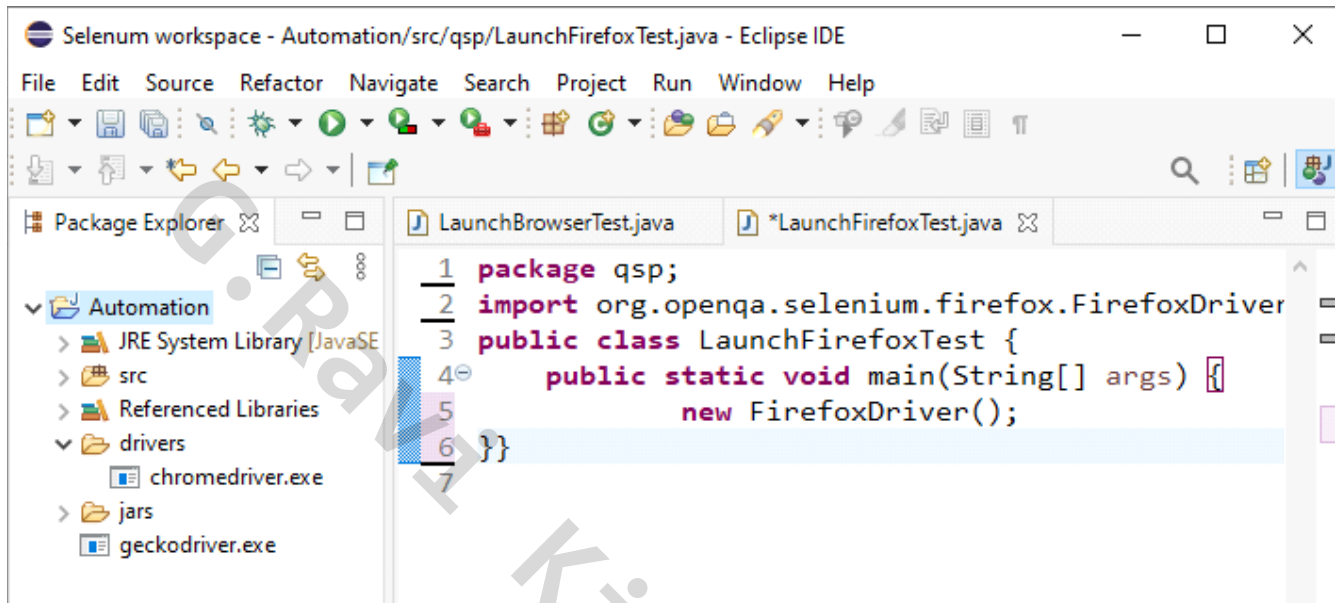 Selenum workspace - Automation/src/qsp/LaunchFirefoxTest.java - Eclipse IDE
File Edit Source Refactor Navigate Search Project Run Window Help
Package Explorer
LaunchBrowserTest.java
*LaunchFirefoxTest.java
Automation
JRE System Library [JavaSE
src
Referenced Libraries
drivers
chromedriver.exe
jars
geckodriver.exe
1 package qsp;
2 import org.openqa.selenium.firefox.FirefoxDriver
3 public class LaunchFirefoxTest {
4 public static void main(String[] args) {
5 new FirefoxDriver();
6 }}
7
G.Ravi Ki